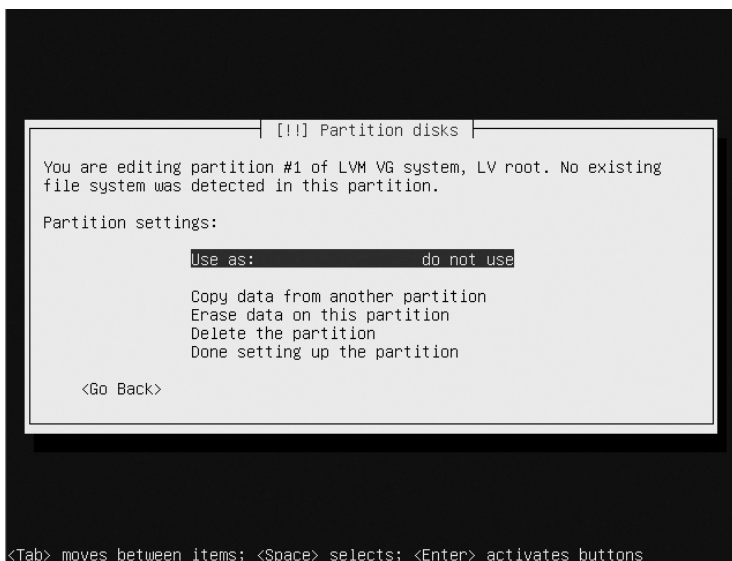 [!!] Partition disks
You are editing partition #1 of LVM VG system, LV root. No existing
file system was detected in this partition.
Partition settings:
Use as: do not use
Copy data from another partition
Erase data on this partition
Delete the partition
Done setting up the partition
<Go Back>
<Tab> moves between items; <Space> selects; <Enter> activates buttons